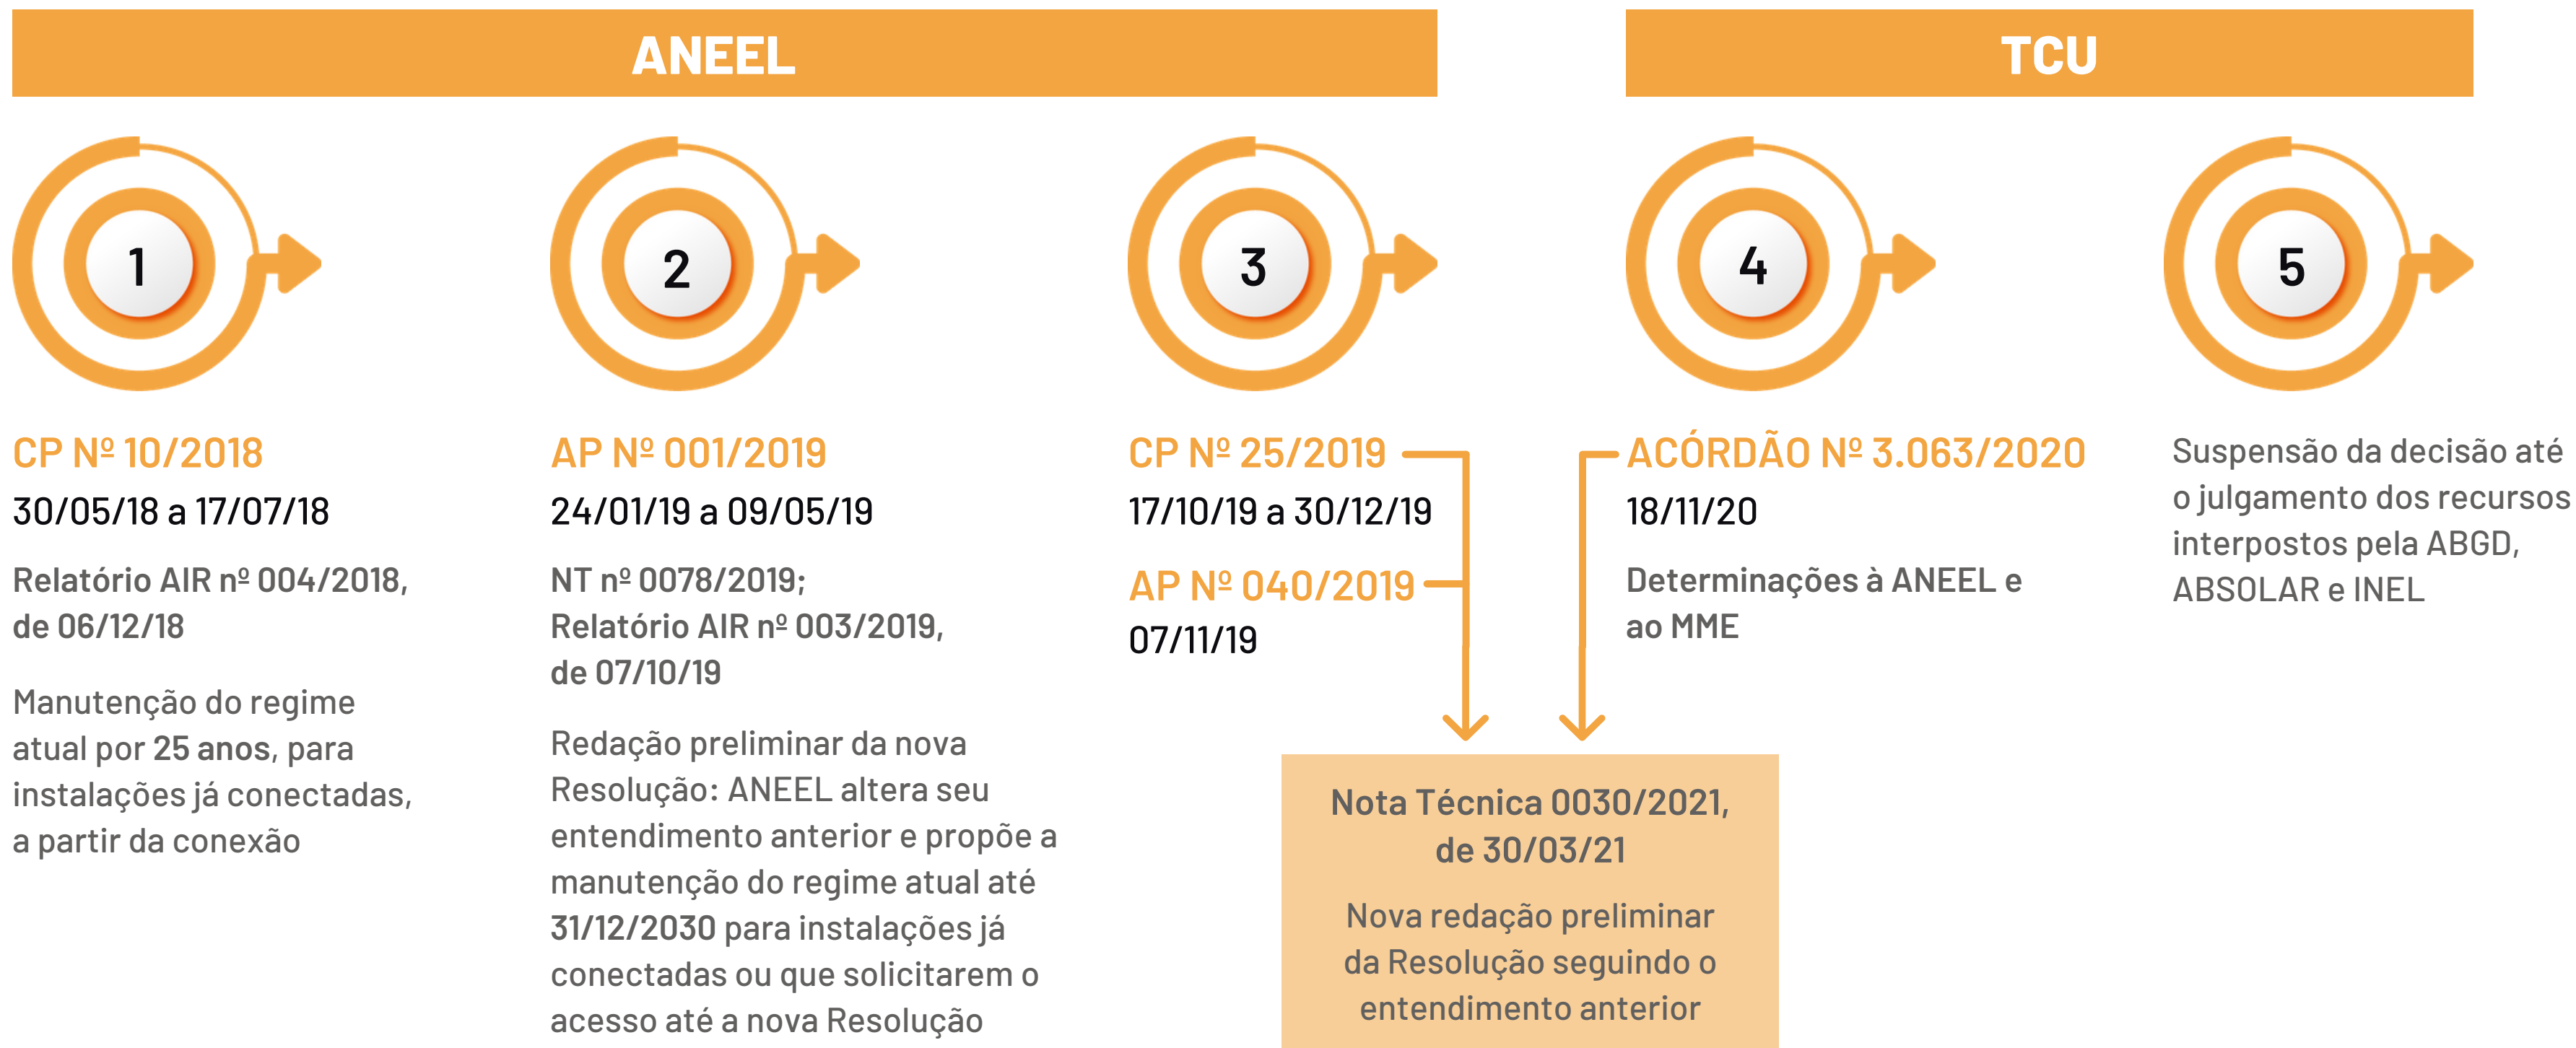 ANEEL
TCU
1
2
3
4
5
CP Nº 10/2018
30/05/18 a 17/07/18
Relatório AIR nº 004/2018,
de 06/12/18
Manutenção do regime
atual por 25 anos, para
instalações já conectadas,
a partir da conexão
AP Nº 001/2019
24/01/19 a 09/05/19
NT nº 0078/2019;
Relatório AIR nº 003/2019,
de 07/10/19
Redação preliminar da nova
Resolução: ANEEL altera seu
entendimento anterior e propõe a
manutenção do regime atual até
31/12/2030 para instalações já
conectadas ou que solicitarem o
acesso até a nova Resolução
CP Nº 25/2019
17/10/19 a 30/12/19
AP Nº 040/2019
07/11/19
ACÓRDÃO Nº 3.063/2020
18/11/20
Determinações à ANEEL e
ao MME
Nota Técnica 0030/2021,
de 30/03/21
Nova redação preliminar
da Resolução seguindo o
entendimento anterior
Suspensão da decisão até
o julgamento dos recursos
interpostos pela ABGD,
ABSOLAR e INEL